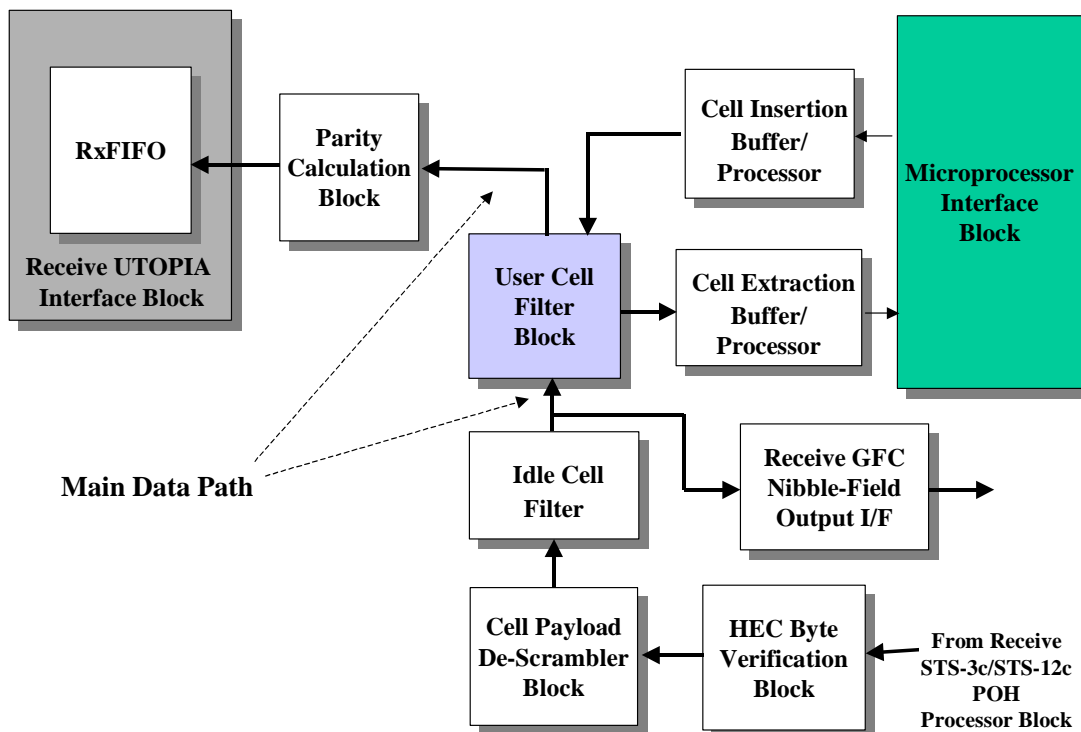 RxFIFO
Receive UTOPIA
Interface Block
Parity
Calculation
Block
Cell Insertion
Buffer/
Processor
Microprocessor
Interface
Block
User Cell
Filter
Block
Cell Extraction
Buffer/
Processor
Main Data Path
Idle Cell
Filter
Receive GFC
Nibble-Field
Output I/F
Cell Payload
De-Scrambler
Block
HEC Byte
Verification
Block
From Receive
STS-3c/STS-12c
POH
Processor Block